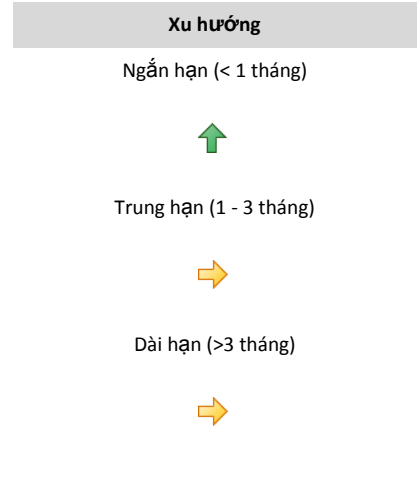 Xu hướng
Ngắn hạn (< 1 tháng)
Trung hạn (1 - 3 tháng)
Dài hạn (>3 tháng)